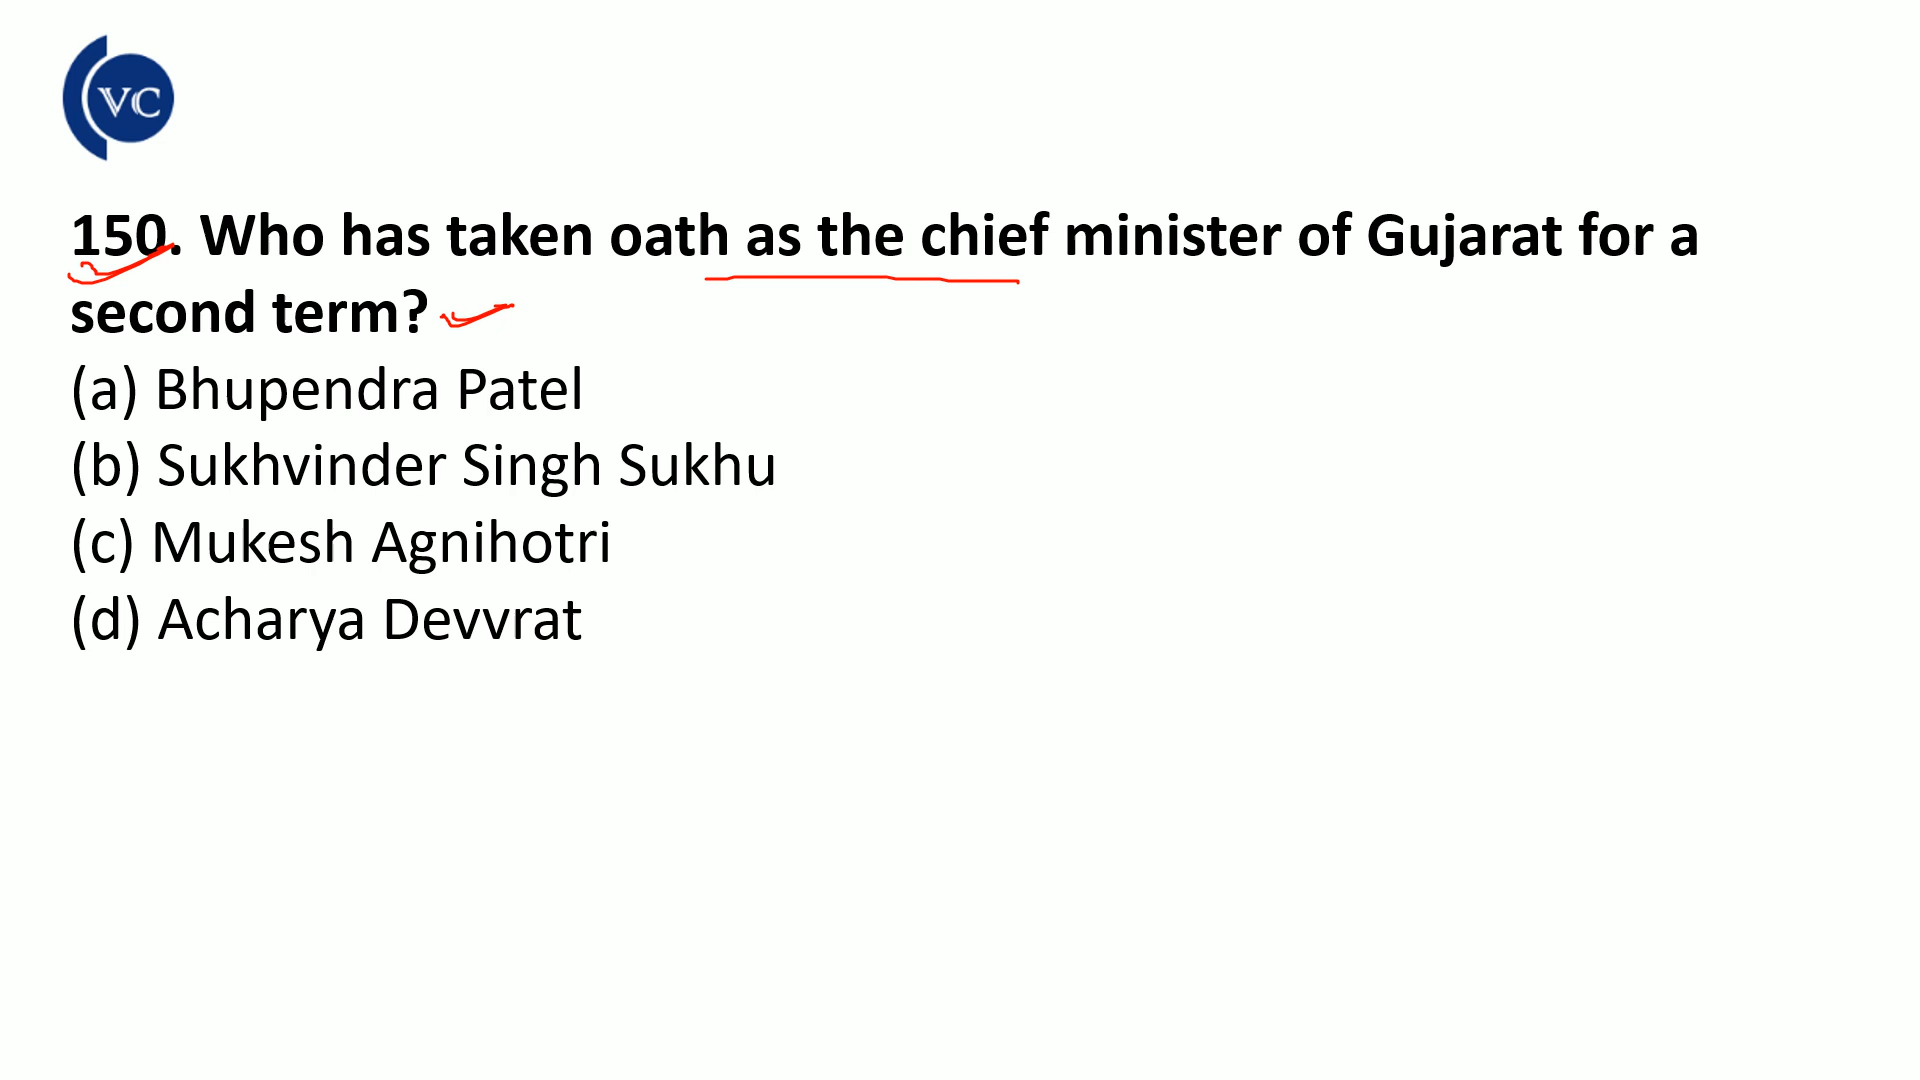 VC
150. Who has taken oath as the chief minister of Gujarat for a
second term?
(a) Bhupendra Patel
(b) Sukhvinder Singh Sukhu
(c) Mukesh Agnihotri
(d) Acharya Devvrat